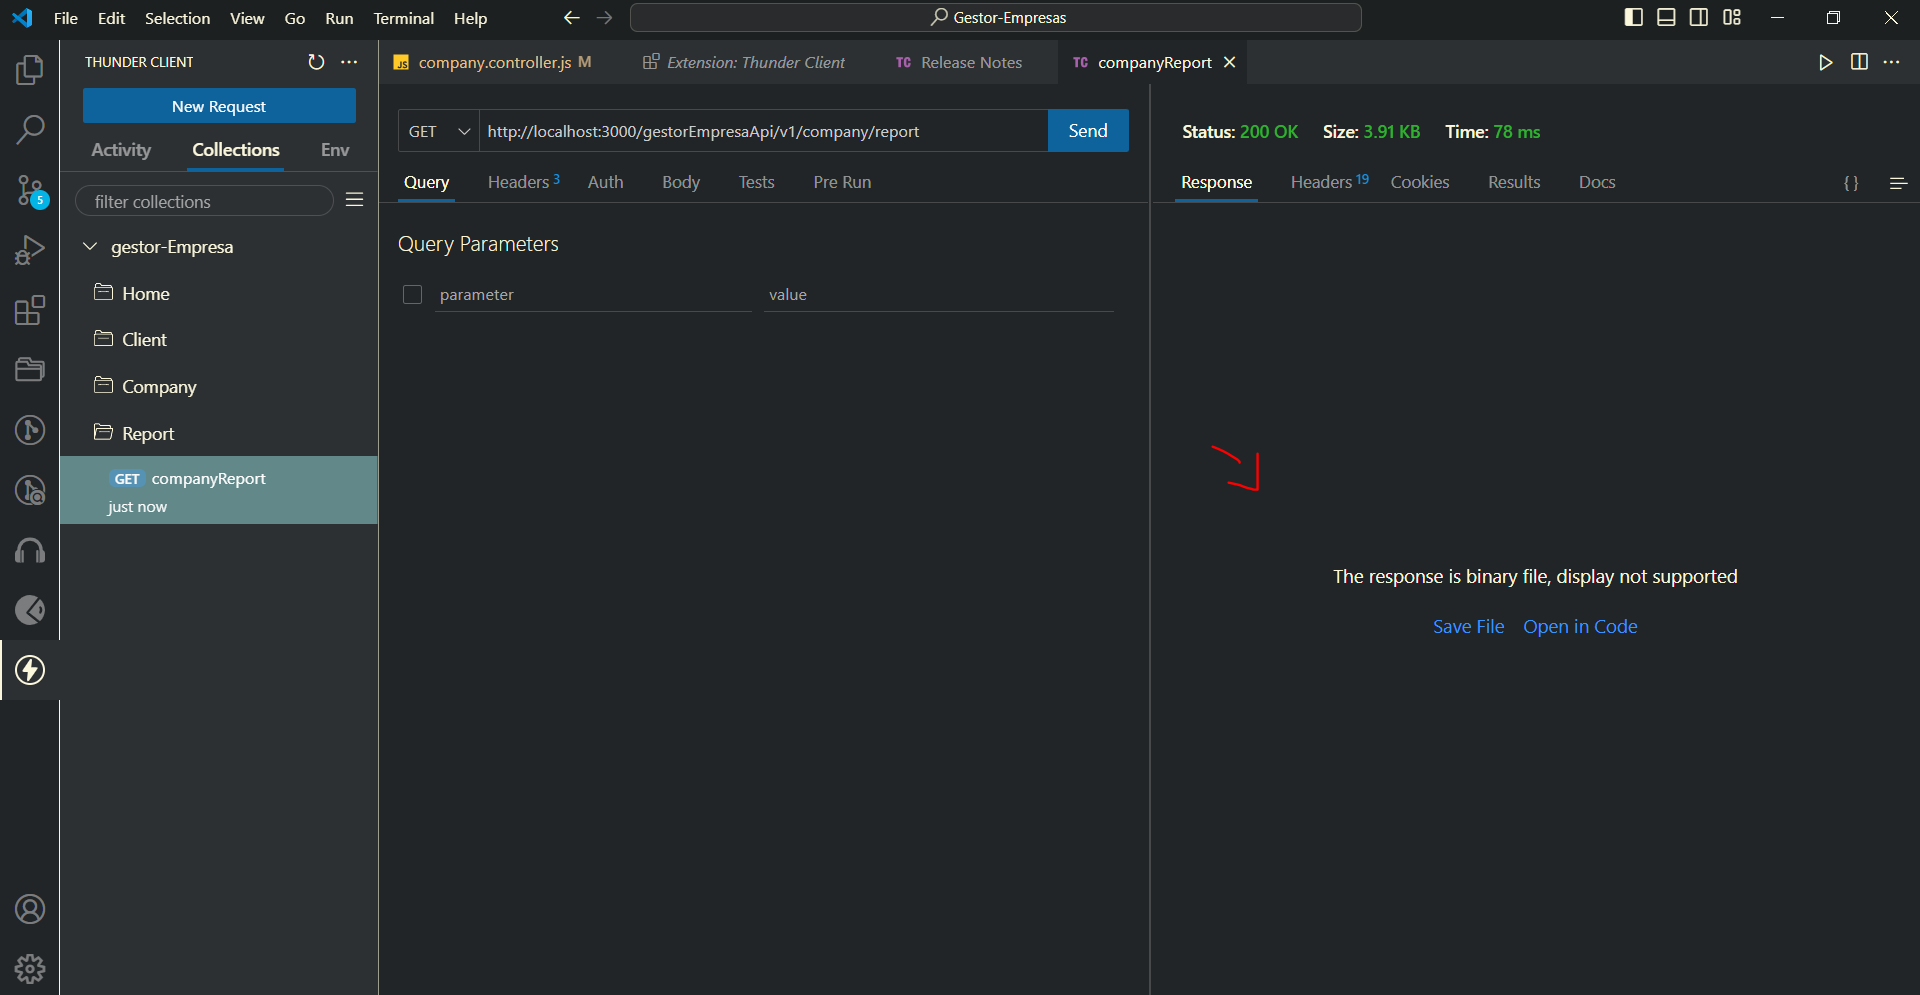 File Edit Selection View Go Run Terminal Help
Gestor-Empresas
THUNDER CLIENT
New Request
Activity Collections Env
filter collections
gestor-Empresa
Home
Client
Company
Report
GET companyReport
just now
5
JS company.controller.js M
Extension: Thunder Client
TC Release Notes
TC companyReport
GET http://localhost:3000/gestorEmpresaApi/v1/company/report Send
Query Headers 3 Auth Body Tests Pre Run
Query Parameters
parameter value
Status: 200 OK Size: 3.91 KB Time: 78 ms
Response Headers 19 Cookies Results Docs { }
The response is binary file, display not supported
Save File Open in Code